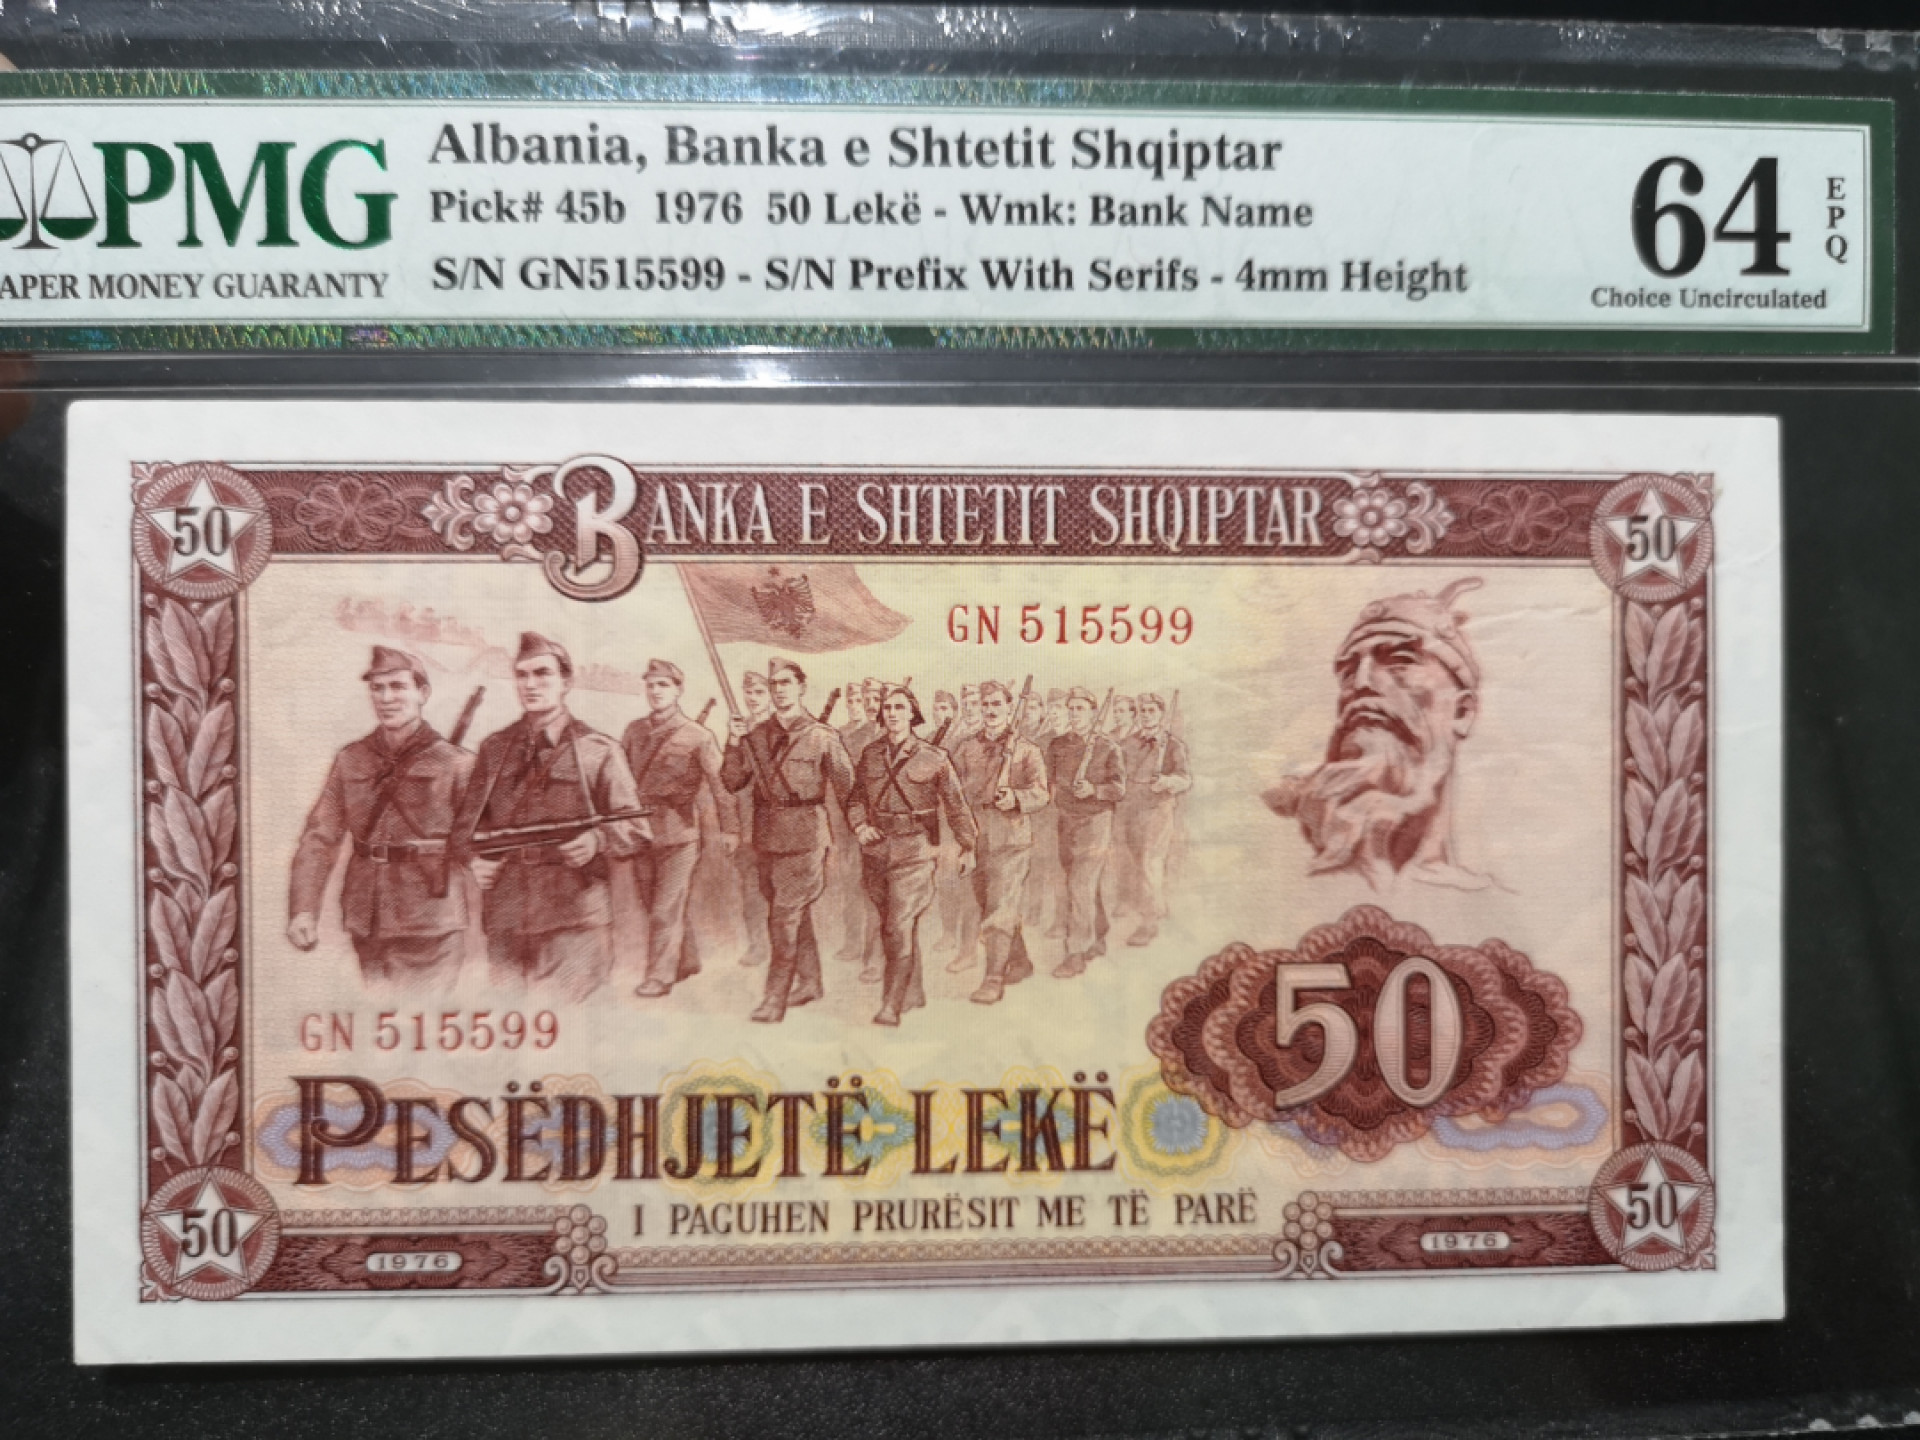 PMG
APER MONEY GUARANTY
Albania, Banka e Shtetit Shqiptar
Pick# 45b 1976 50 Lekë - Wmk: Bank Name
S/N GN515599 - S/N Prefix With Serifs - 4mm Height
64 EPQ
Choice Uncirculated
50
BANKA E SHTETIT SHQIPTAR
50
GN 515599
GN 515599
50
PESËDHJETË LEKË
I PAGUHEN PRURËSIT ME TË PARË
50
1976
1976
50